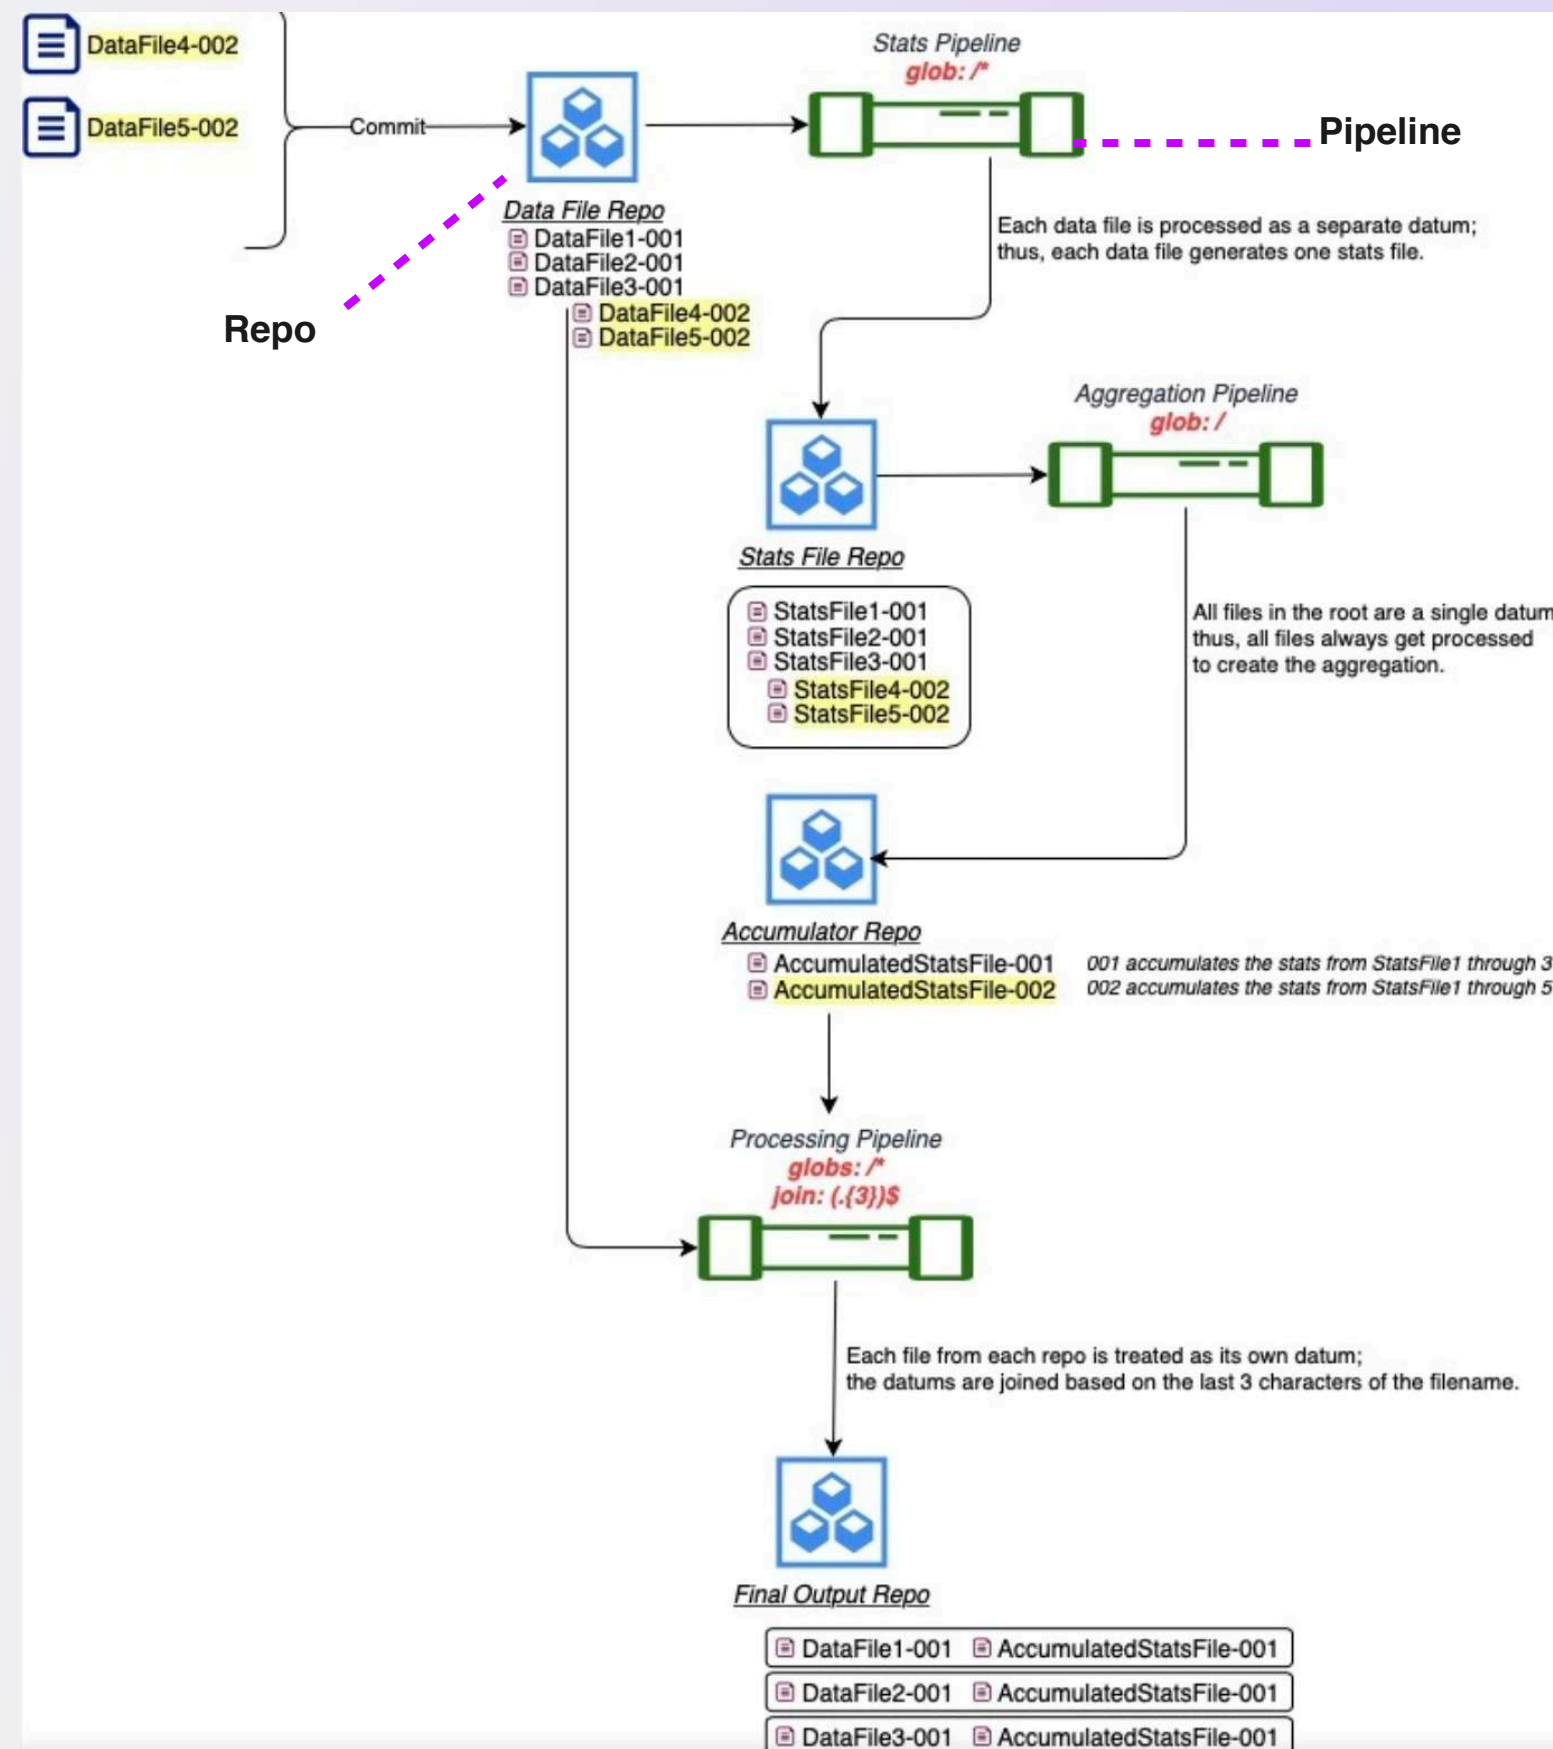 DataFile4-002
DataFile5-002
Commit
Stats Pipeline
glob: /*
Pipeline
Data File Repo
DataFile1-001
DataFile2-001
DataFile3-001
DataFile4-002
DataFile5-002
Repo
Each data file is processed as a separate datum;
thus, each data file generates one stats file.
Aggregation Pipeline
glob: /
Stats File Repo
StatsFile1-001
StatsFile2-001
StatsFile3-001
StatsFile4-002
StatsFile5-002
All files in the root are a single datum
thus, all files always get processed
to create the aggregation.
Accumulator Repo
AccumulatedStatsFile-001
AccumulatedStatsFile-002
001 accumulates the stats from StatsFile1 through 3
002 accumulates the stats from StatsFile1 through 5
Processing Pipeline
globs: /*
join: (.{3})$
Each file from each repo is treated as its own datum;
the datums are joined based on the last 3 characters of the filename.
Final Output Repo
DataFile1-001 AccumulatedStatsFile-001
DataFile2-001 AccumulatedStatsFile-001
DataFile3-001 AccumulatedStatsFile-001